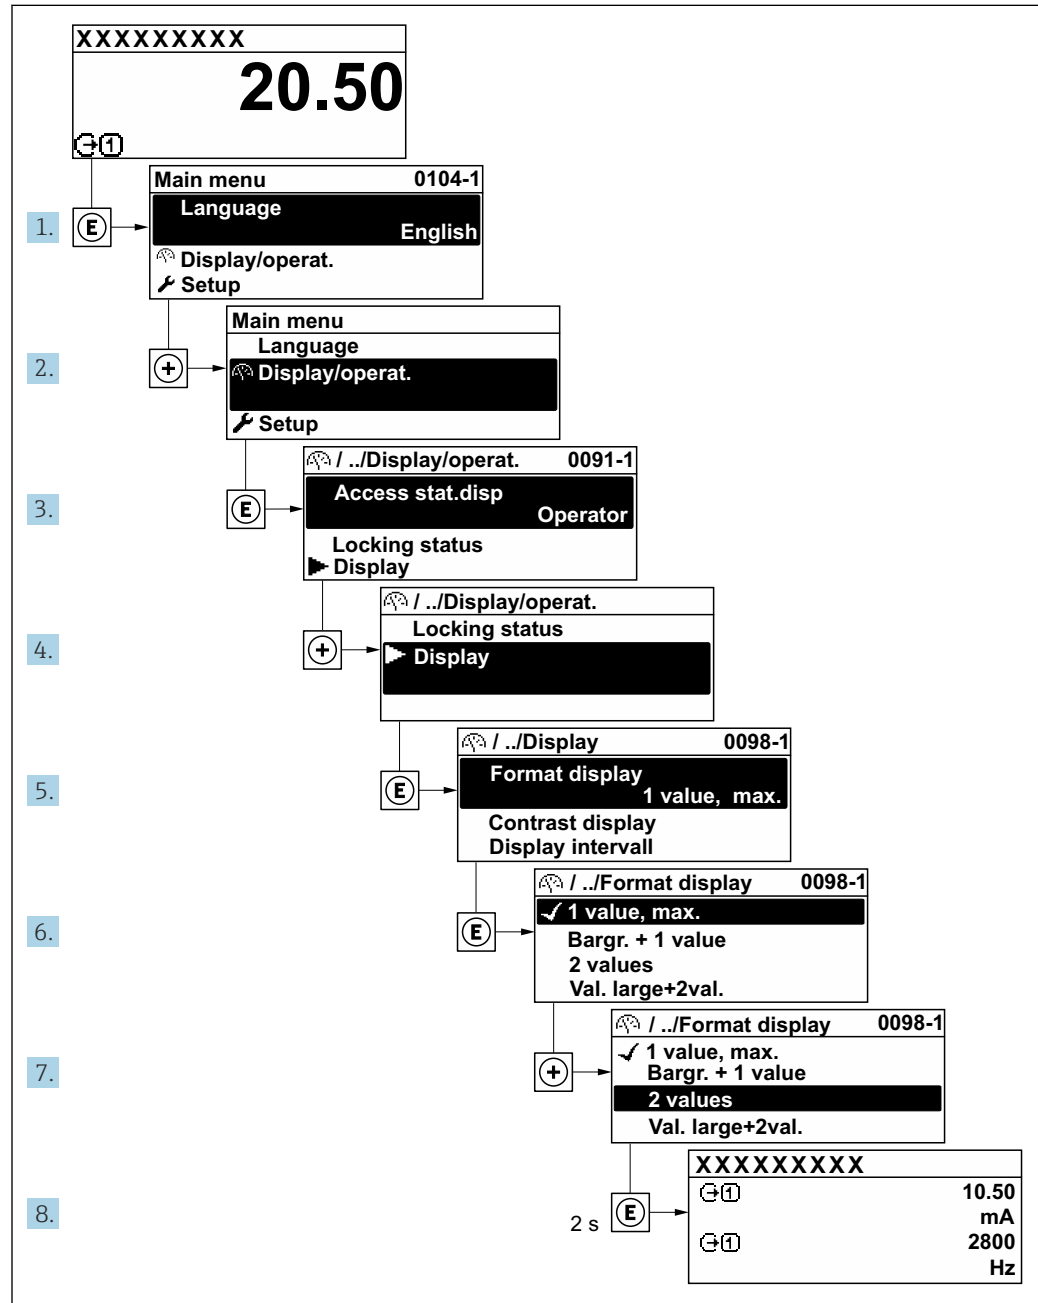 XXXXXXXXX
20.50
1
Main menu 0104-1
1. E Language
English
Display/operat.
Setup
Main menu
Language
2. + Display/operat.
Setup
/ ../Display/operat. 0091-1
3. E Access stat.disp
Operator
Locking status
Display
/ ../Display/operat.
Locking status
4. + Display
/ ../Display 0098-1
5. E Format display
1 value, max.
Contrast display
Display intervall
/ ../Format display 0098-1
6. E 1 value, max.
Bargr. + 1 value
2 values
Val. large+2val.
/ ../Format display 0098-1
7. + 1 value, max.
Bargr. + 1 value
2 values
Val. large+2val.
XXXXXXXXX
8. 2 s E 1 10.50
mA
1 2800
Hz